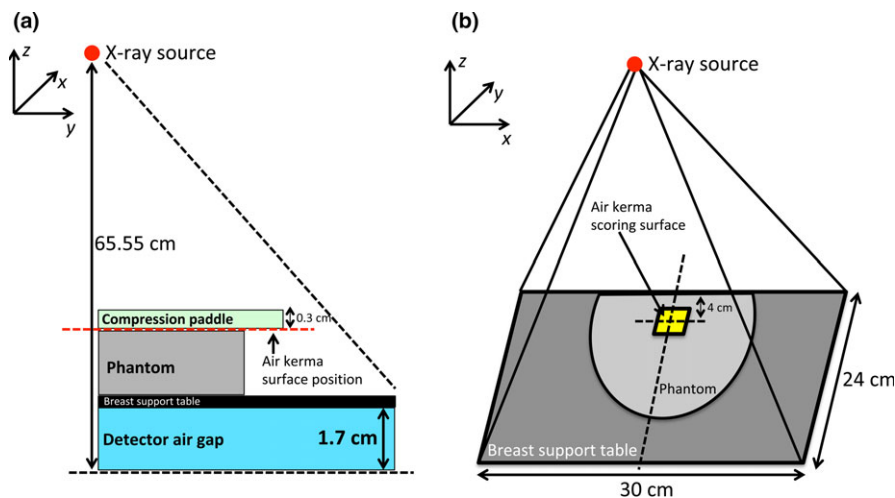 (a)
X-ray source
z
x
y
65.55 cm
Compression paddle
0.3 cm
Phantom
Air kerma
surface position
Breast support table
Detector air gap
1.7 cm
(b)
X-ray source
z
y
x
Air kerma
scoring surface
4 cm
Phantom
24 cm
Breast support table
30 cm